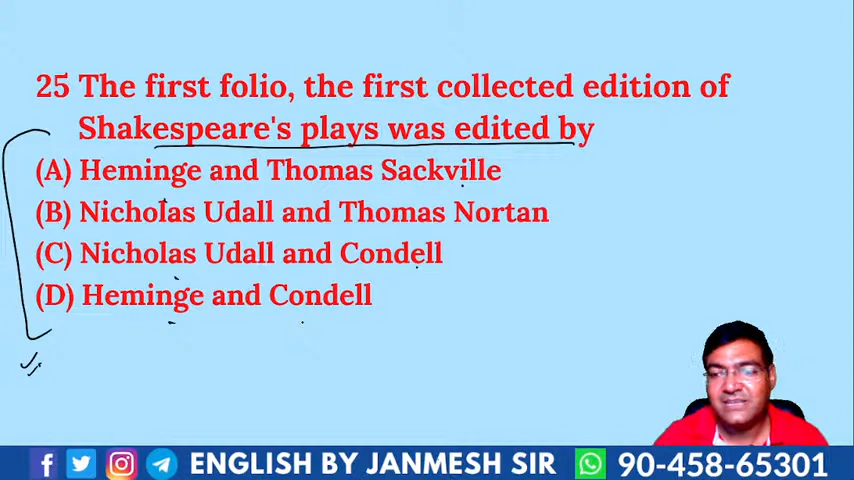 25 The first folio, the first collected edition of
Shakespeare's plays was edited by
(A) Heminge and Thomas Sackville
(B) Nicholas Udall and Thomas Nortan
(C) Nicholas Udall and Condell
(D) Heminge and Condell
ENGLISH BY JANMESH SIR 90-458-65301